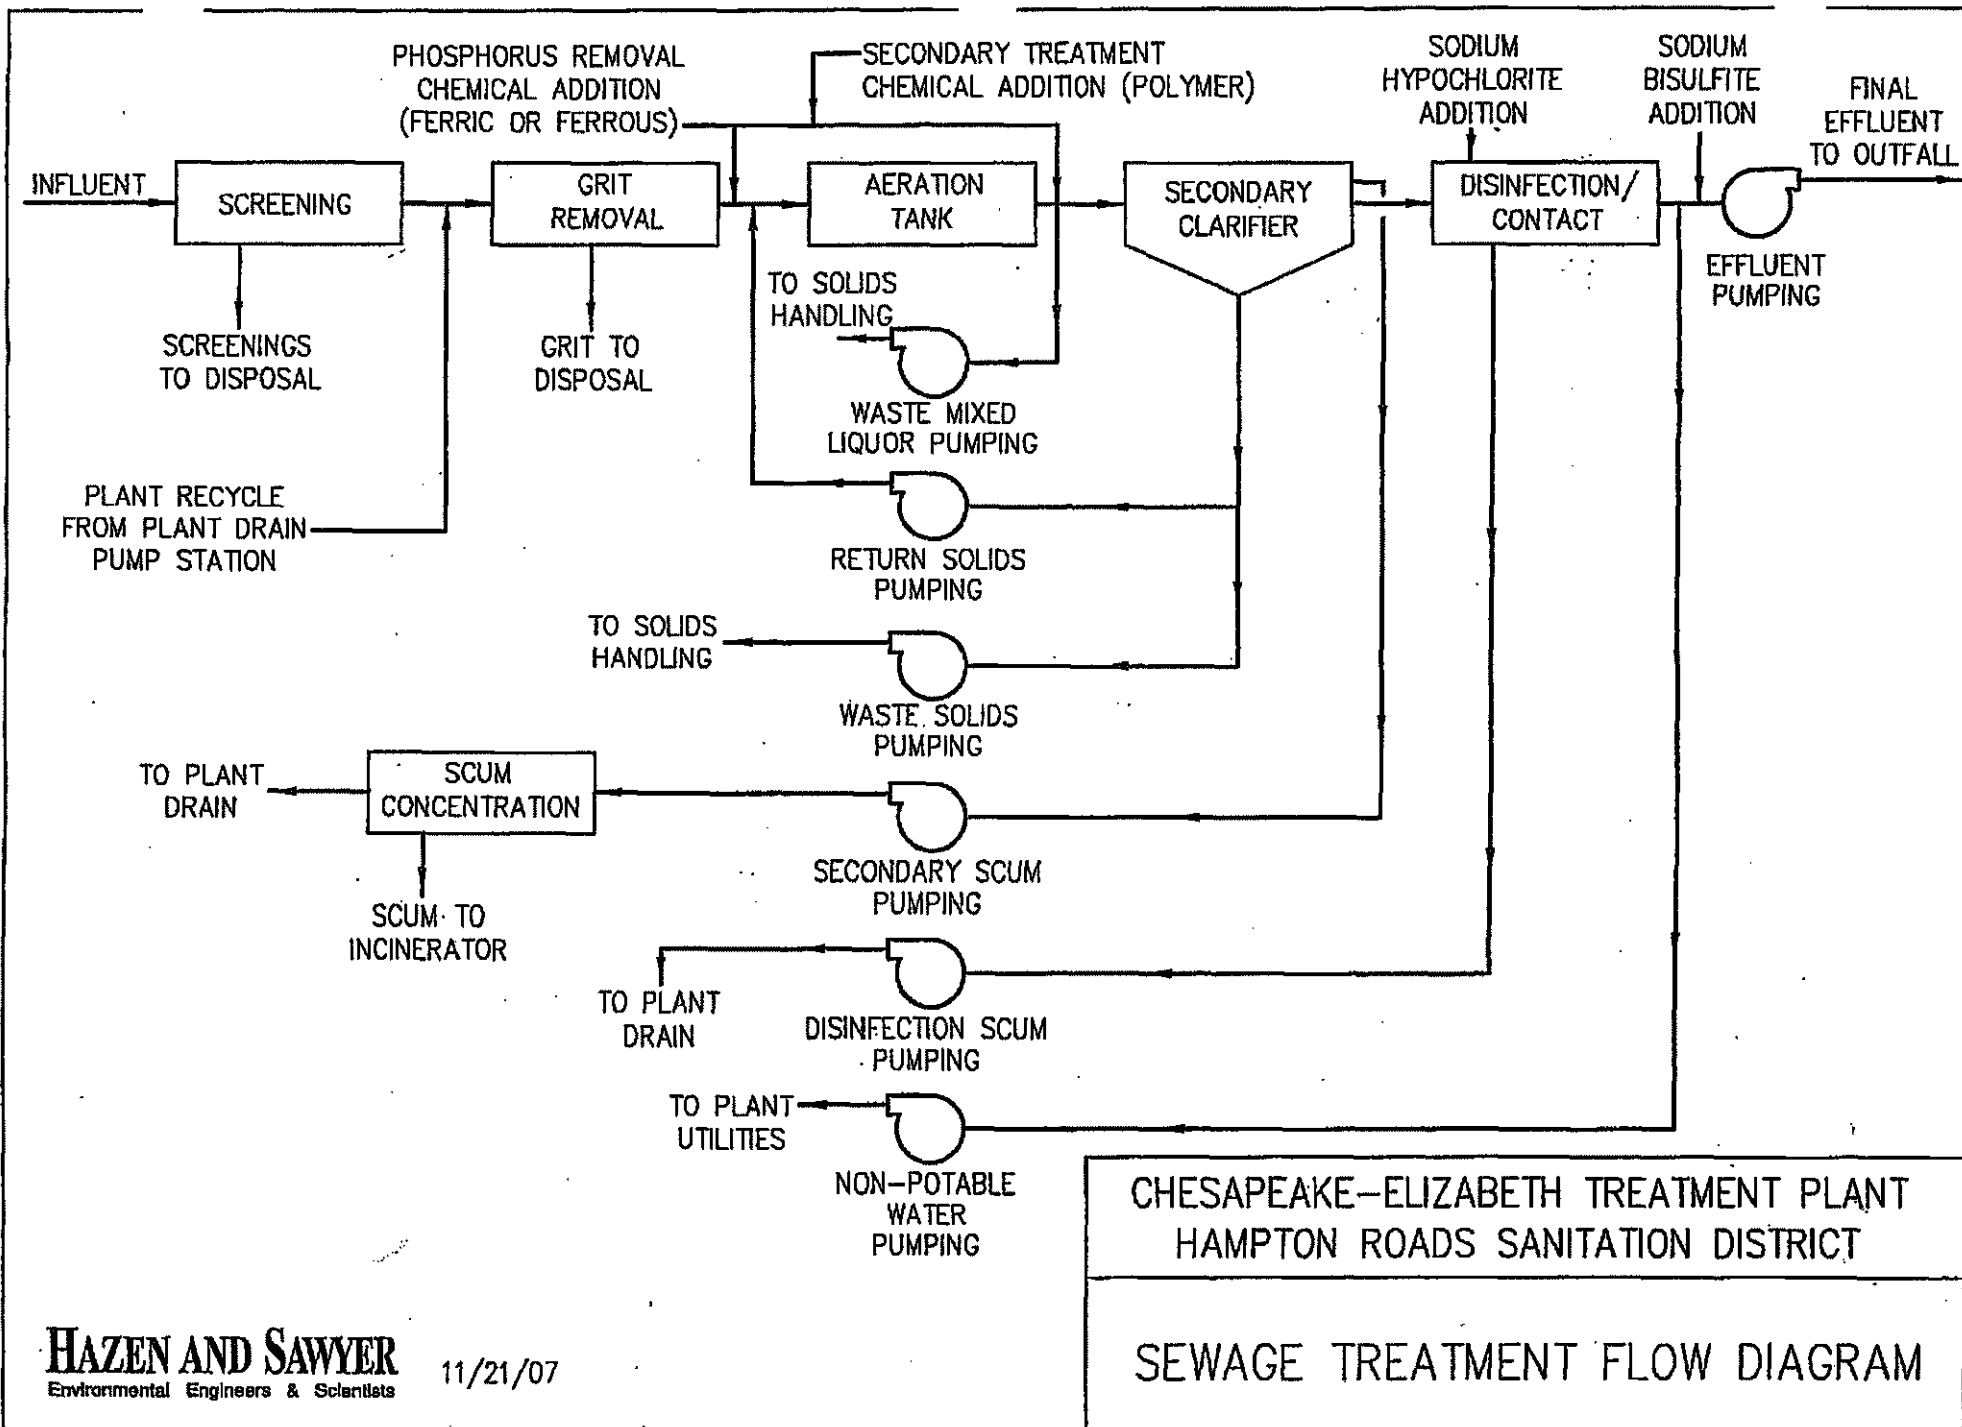 PHOSPHORUS REMOVAL
CHEMICAL ADDITION
(FERRIC OR FERROUS)
SECONDARY TREATMENT
CHEMICAL ADDITION (POLYMER)
SODIUM
HYPOCHLORITE
ADDITION
SODIUM
BISULFITE
ADDITION
FINAL
EFFLUENT
TO OUTFALL
INFLUENT
SCREENING
GRIT
REMOVAL
AERATION
TANK
SECONDARY
CLARIFIER
DISINFECTION/
CONTACT
EFFLUENT
PUMPING
SCREENINGS
TO DISPOSAL
GRIT TO
DISPOSAL
TO SOLIDS
HANDLING
WASTE MIXED
LIQUOR PUMPING
PLANT RECYCLE
FROM PLANT DRAIN
PUMP STATION
RETURN SOLIDS
PUMPING
TO SOLIDS
HANDLING
WASTE SOLIDS
PUMPING
TO PLANT
DRAIN
SCUM
CONCENTRATION
SECONDARY SCUM
PUMPING
SCUM TO
INCINERATOR
TO PLANT
DRAIN
DISINFECTION SCUM
PUMPING
TO PLANT
UTILITIES
NON-POTABLE
WATER
PUMPING
CHESAPEAKE-ELIZABETH TREATMENT PLANT
HAMPTON ROADS SANITATION DISTRICT
SEWAGE TREATMENT FLOW DIAGRAM
HAZEN AND SAWYER
Environmental Engineers & Scientists
11/21/07